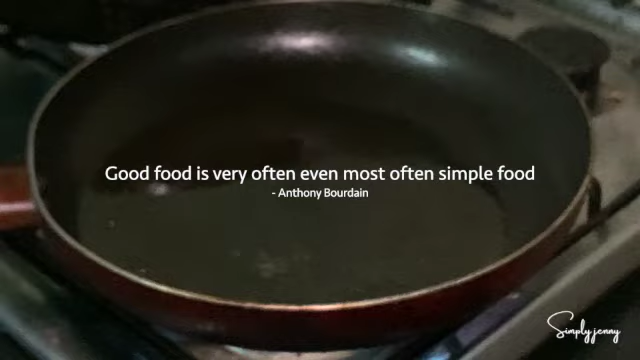 Good food is very often even most often simple food
- Anthony Bourdain
Simply jenny